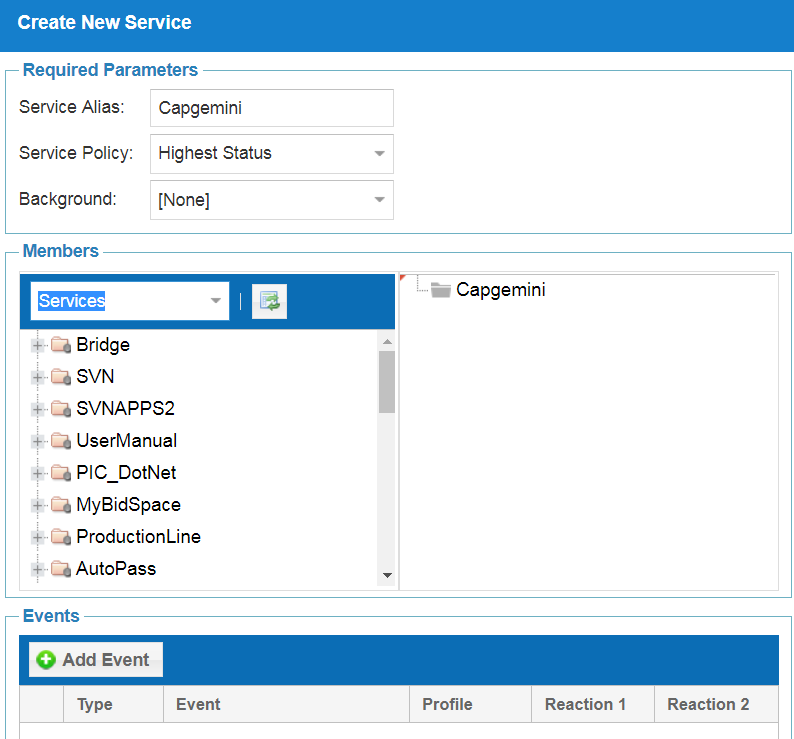 Create New Service
Required Parameters
Service Alias: Capgemini
Service Policy: Highest Status
Background: [None]
Members
Services
Capgemini
Bridge
SVN
SVNAPPS2
UserManual
PIC_DotNet
MyBidSpace
ProductionLine
AutoPass
Events
Add Event
Type Event Profile Reaction 1 Reaction 2